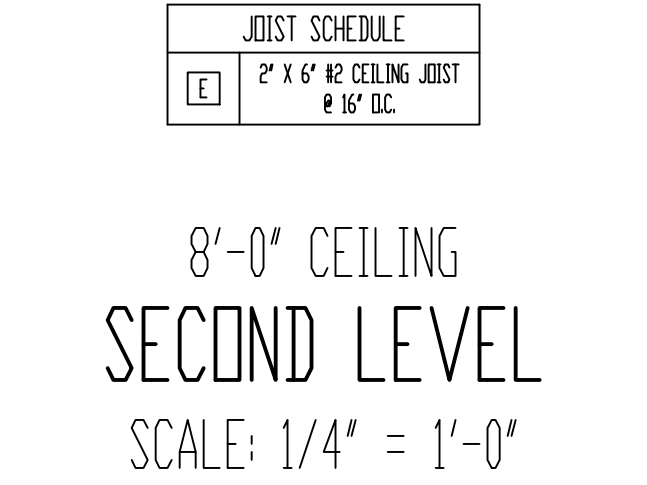 JOIST SCHEDULE
E
2" X 6" #2 CEILING JOIST
@ 16" O.C.
8'-0" CEILING
SECOND LEVEL
SCALE: 1/4" = 1'-0"